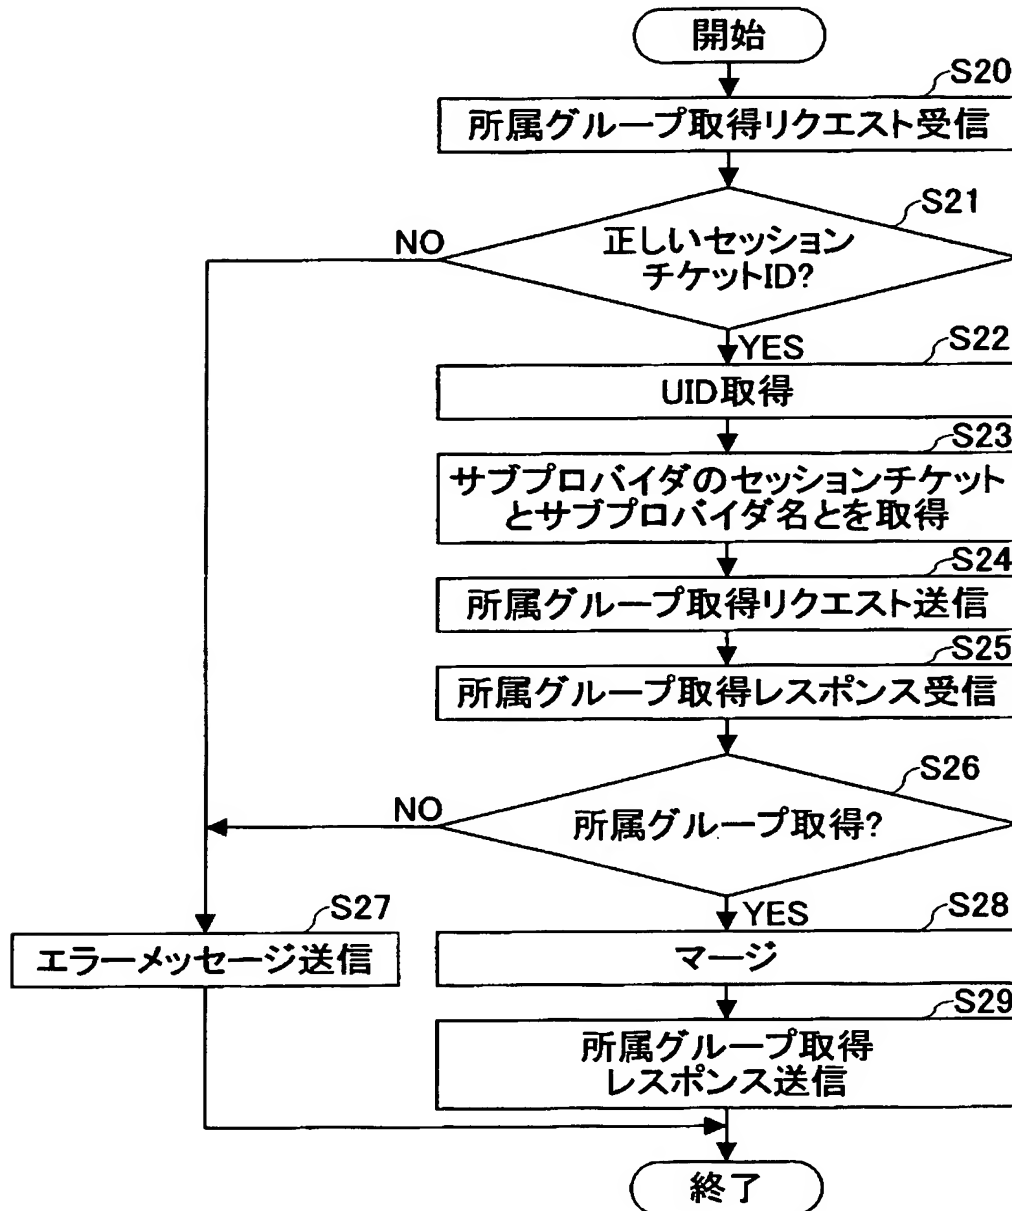 開始
S20
所属グループ取得リクエスト受信
S21
正しいセッション
チケットID?
NO
YES
S22
UID取得
S23
サブプロバイダのセッションチケット
とサブプロバイダ名とを取得
S24
所属グループ取得リクエスト送信
S25
所属グループ取得レスポンス受信
S26
所属グループ取得?
NO
YES
S27
エラーメッセージ送信
S28
マージ
S29
所属グループ取得
レスポンス送信
終了